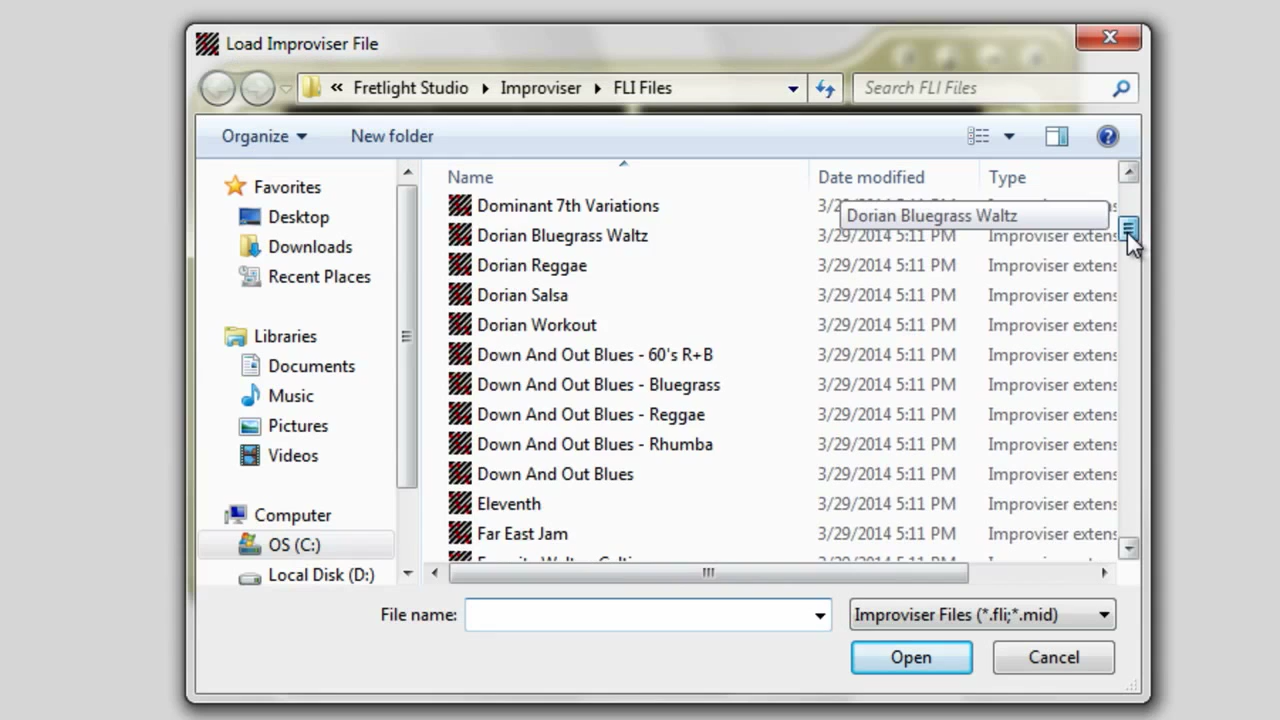 Load Improviser File
« Fretlight Studio Improviser FLI Files Search FLI Files
Organize New folder
Favorites
Desktop
Downloads
Recent Places
Libraries
Documents
Music
Pictures
Videos
Computer
OS (C:)
Local Disk (D:)
Name Date modified Type
Dominant 7th Variations
Dorian Bluegrass Waltz
Dorian Bluegrass Waltz 3/29/2014 5:11 PM Improviser extens
Dorian Reggae 3/29/2014 5:11 PM Improviser extens
Dorian Salsa 3/29/2014 5:11 PM Improviser extens
Dorian Workout 3/29/2014 5:11 PM Improviser extens
Down And Out Blues - 60's R+B 3/29/2014 5:11 PM Improviser extens
Down And Out Blues - Bluegrass 3/29/2014 5:11 PM Improviser extens
Down And Out Blues - Reggae 3/29/2014 5:11 PM Improviser extens
Down And Out Blues - Rhumba 3/29/2014 5:11 PM Improviser extens
Down And Out Blues 3/29/2014 5:11 PM Improviser extens
Eleventh 3/29/2014 5:11 PM Improviser extens
Far East Jam 3/29/2014 5:11 PM Improviser extens
File name: Improviser Files (*.fli;*.mid)
Open Cancel